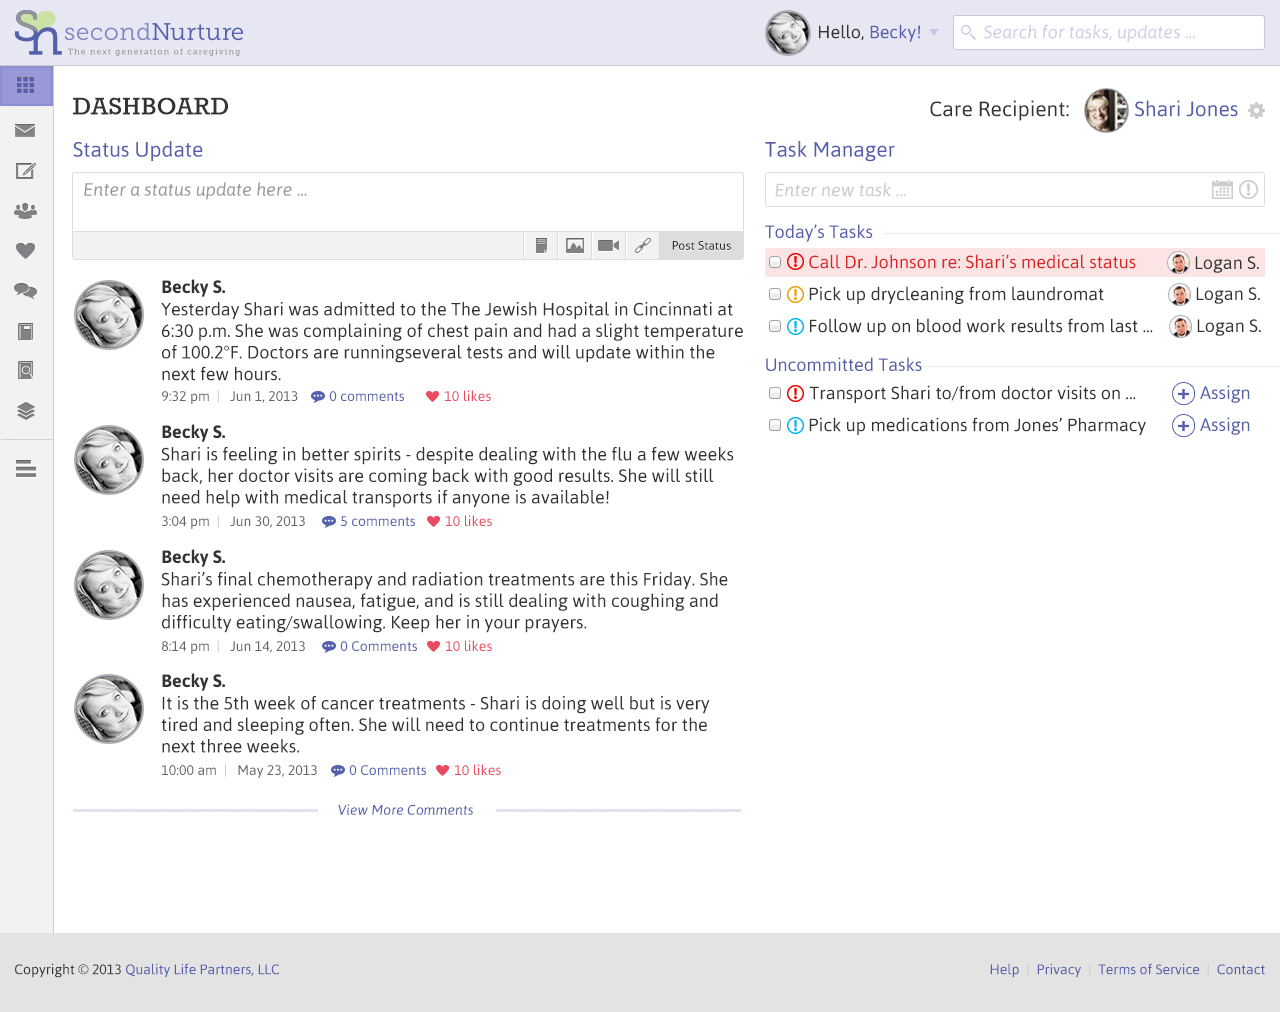 secondNurture
The next generation of caregiving
Hello, Becky!
Search for tasks, updates ...
DASHBOARD
Care Recipient: Shari Jones
Status Update
Enter a status update here ...
Post Status
Becky S.
Yesterday Shari was admitted to the The Jewish Hospital in Cincinnati at
6:30 p.m. She was complaining of chest pain and had a slight temperature
of 100.2°F. Doctors are runningseveral tests and will update within the
next few hours.
9:32 pm | Jun 1, 2013 0 comments 10 likes
Becky S.
Shari is feeling in better spirits - despite dealing with the flu a few weeks
back, her doctor visits are coming back with good results. She will still
need help with medical transports if anyone is available!
3:04 pm | Jun 30, 2013 5 comments 10 likes
Becky S.
Shari’s final chemotherapy and radiation treatments are this Friday. She
has experienced nausea, fatigue, and is still dealing with coughing and
difficulty eating/swallowing. Keep her in your prayers.
8:14 pm | Jun 14, 2013 0 Comments 10 likes
Becky S.
It is the 5th week of cancer treatments - Shari is doing well but is very
tired and sleeping often. She will need to continue treatments for the
next three weeks.
10:00 am | May 23, 2013 0 Comments 10 likes
View More Comments
Task Manager
Enter new task ...
Today’s Tasks
Call Dr. Johnson re: Shari’s medical status Logan S.
Pick up drycleaning from laundromat Logan S.
Follow up on blood work results from last ... Logan S.
Uncommitted Tasks
Transport Shari to/from doctor visits on ... Assign
Pick up medications from Jones’ Pharmacy Assign
Copyright © 2013 Quality Life Partners, LLC
Help | Privacy | Terms of Service | Contact